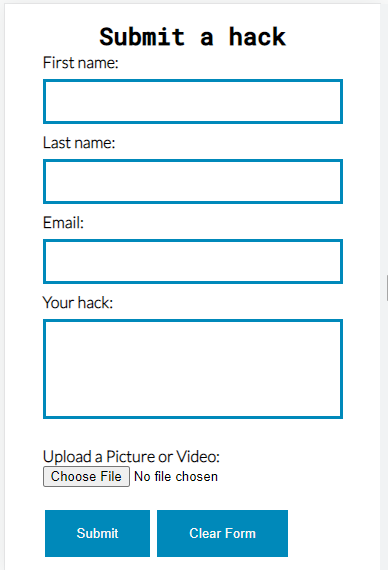 Submit a hack
First name:
Last name:
Email:
Your hack:
Upload a Picture or Video:
Choose File No file chosen
Submit Clear Form